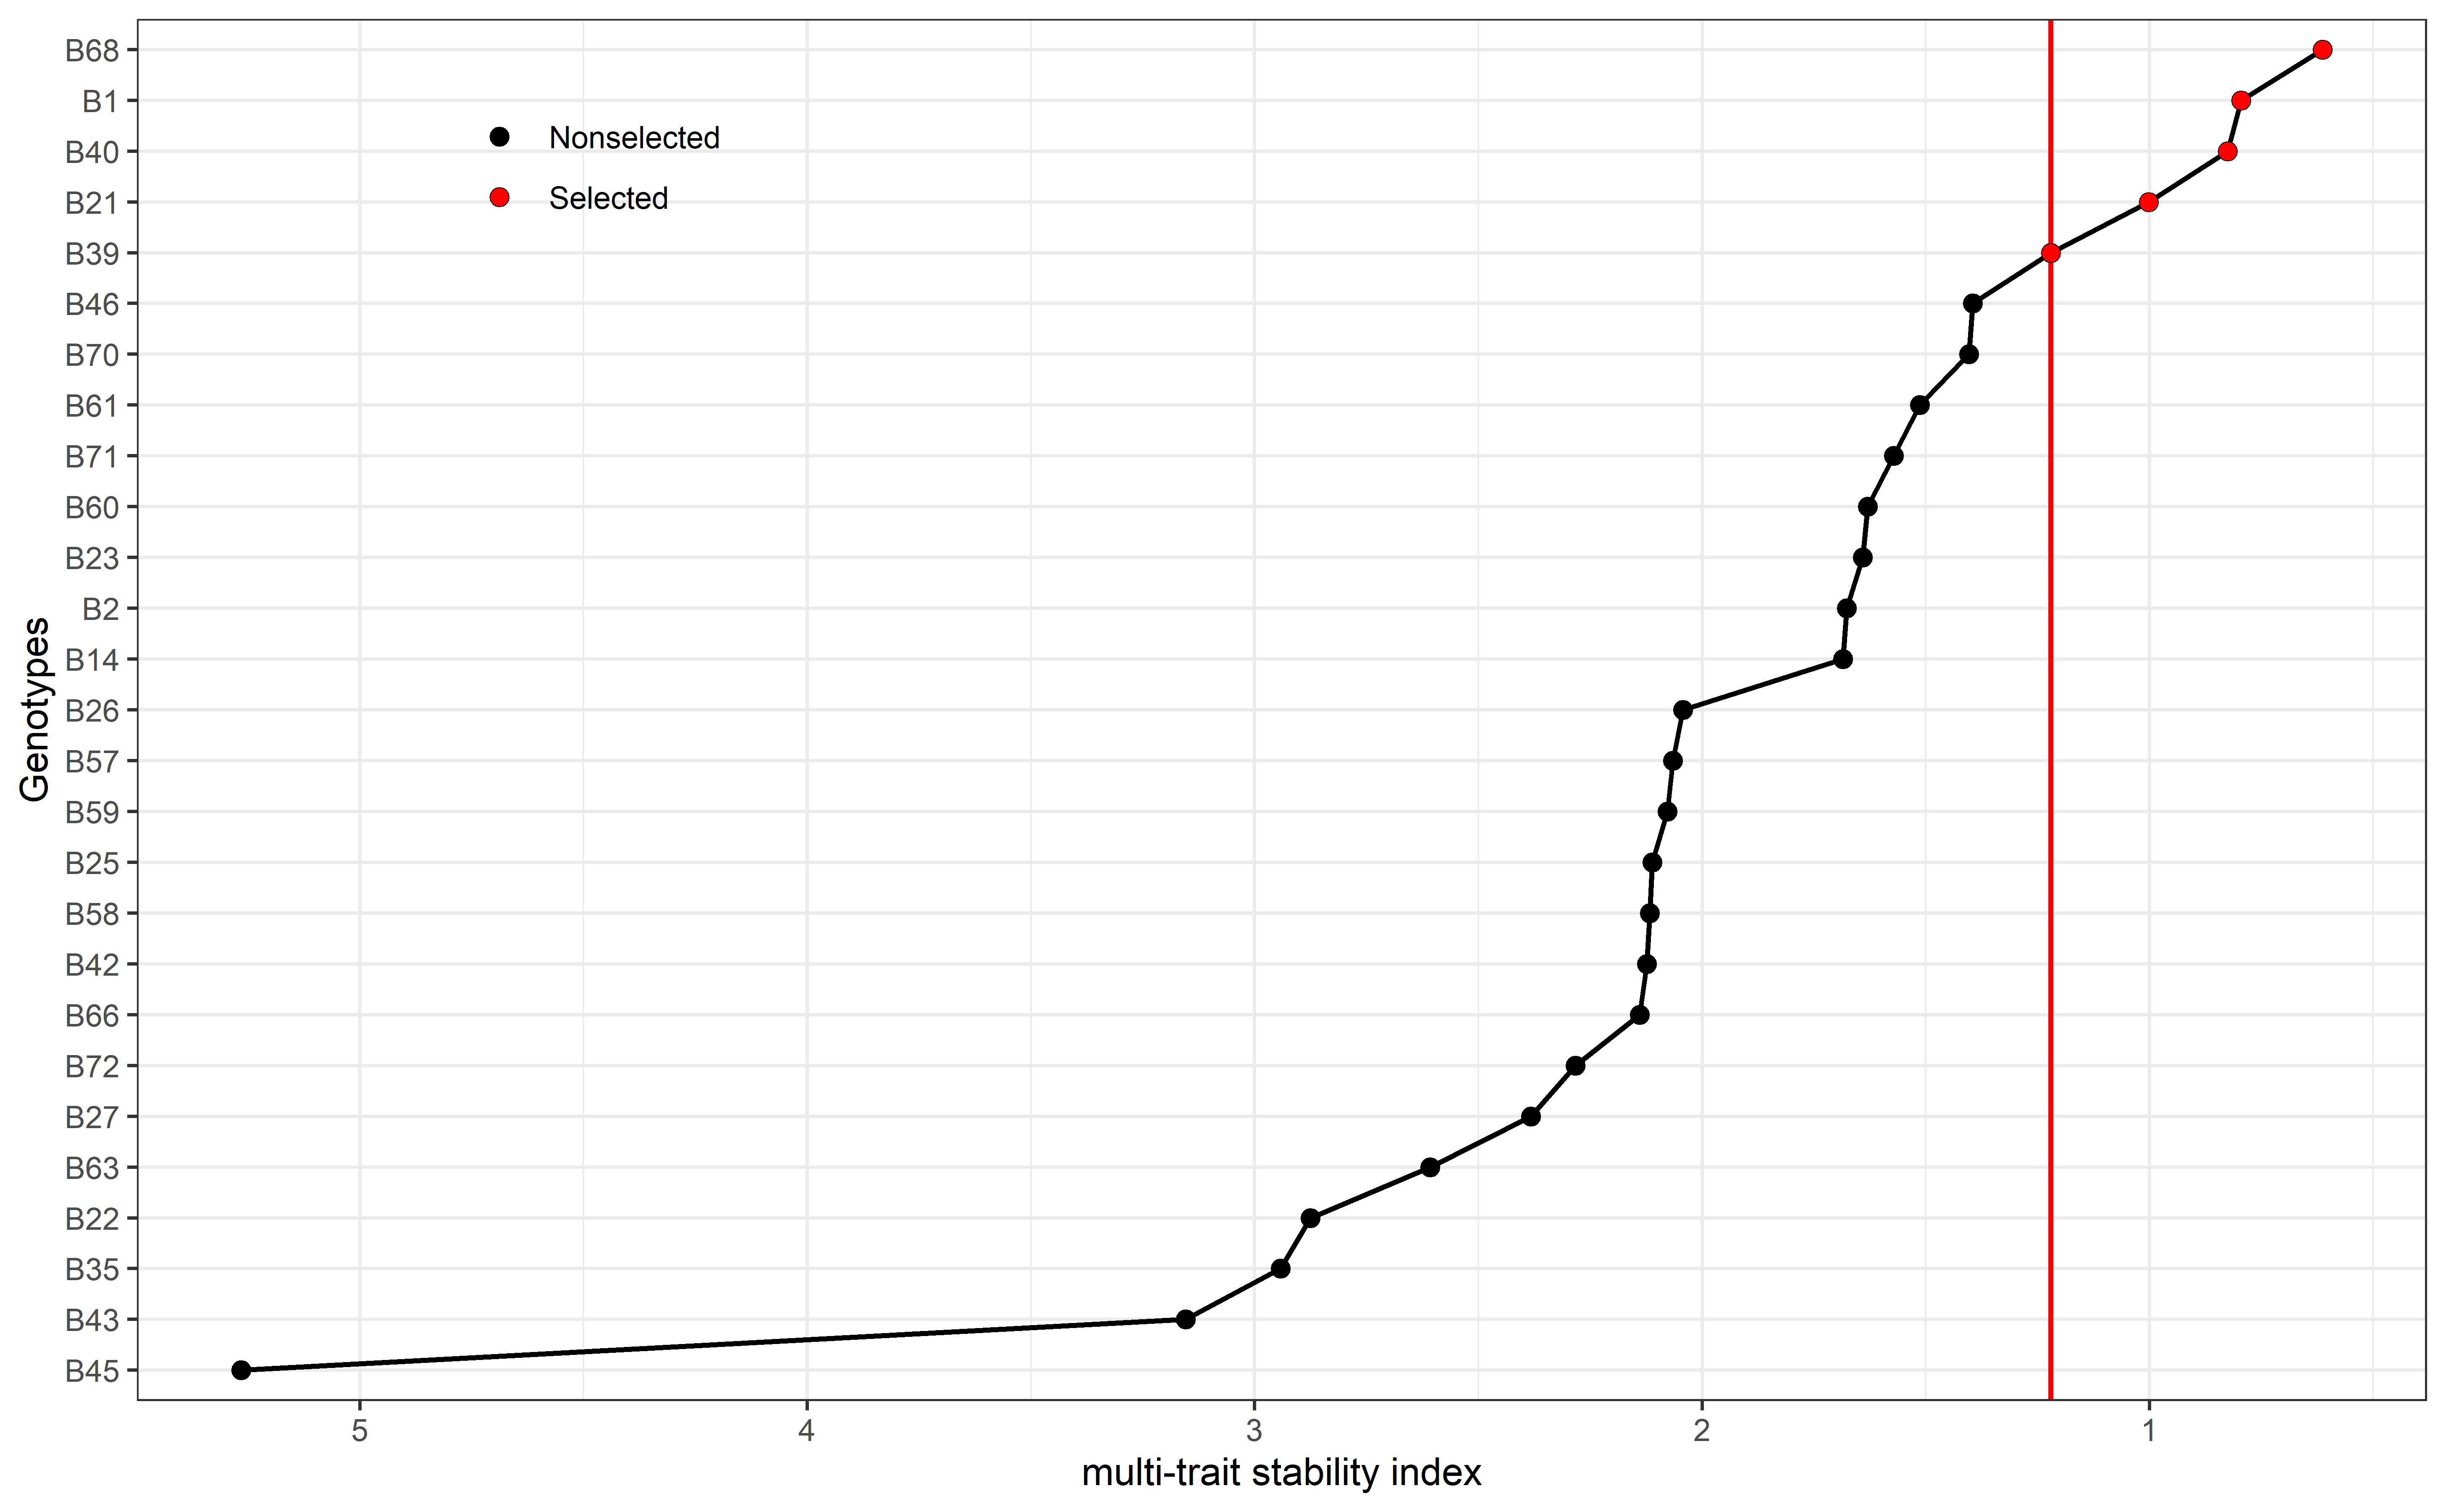 B68
B1
B40
B21
B39
B46
B70
B61
B71
B60
B23
B2
B14
B26
B57
B59
B25
B58
B42
B66
B72
B27
B63
B22
B35
B43
B45
Genotypes
Nonselected
Selected
5 4 3 2 1
multi-trait stability index